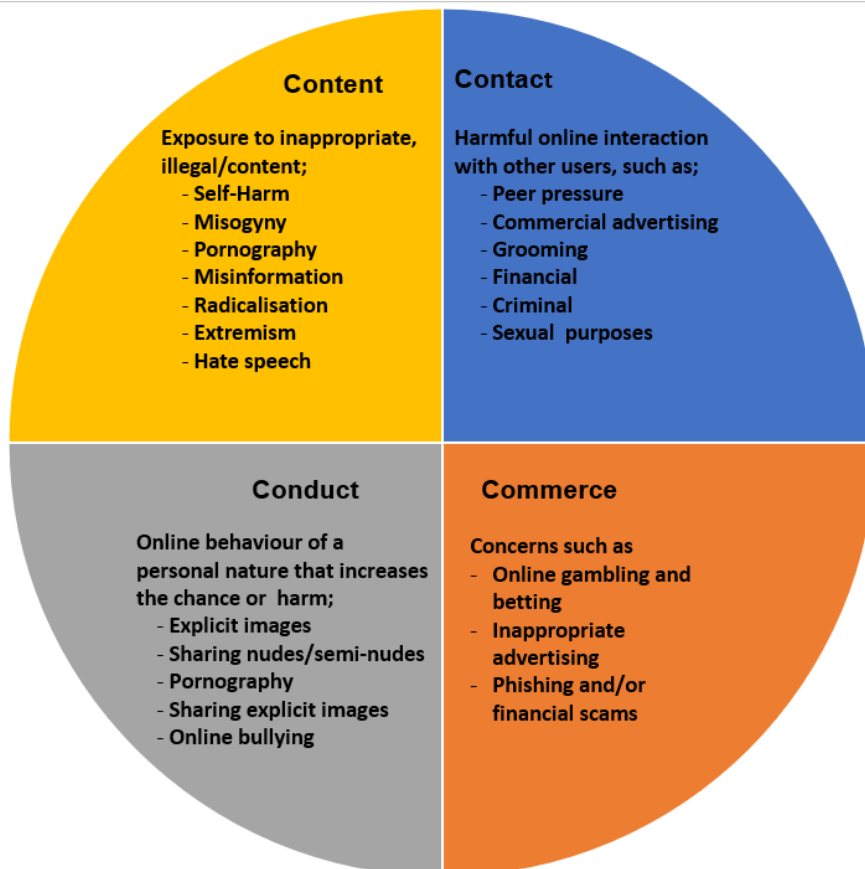 Content
Exposure to inappropriate,
illegal/content;
- Self-Harm
- Misogyny
- Pornography
- Misinformation
- Radicalisation
- Extremism
- Hate speech
Contact
Harmful online interaction
with other users, such as;
- Peer pressure
- Commercial advertising
- Grooming
- Financial
- Criminal
- Sexual purposes
Conduct
Online behaviour of a
personal nature that increases
the chance or harm;
- Explicit images
- Sharing nudes/semi-nudes
- Pornography
- Sharing explicit images
- Online bullying
Commerce
Concerns such as
- Online gambling and
betting
- Inappropriate
advertising
- Phishing and/or
financial scams